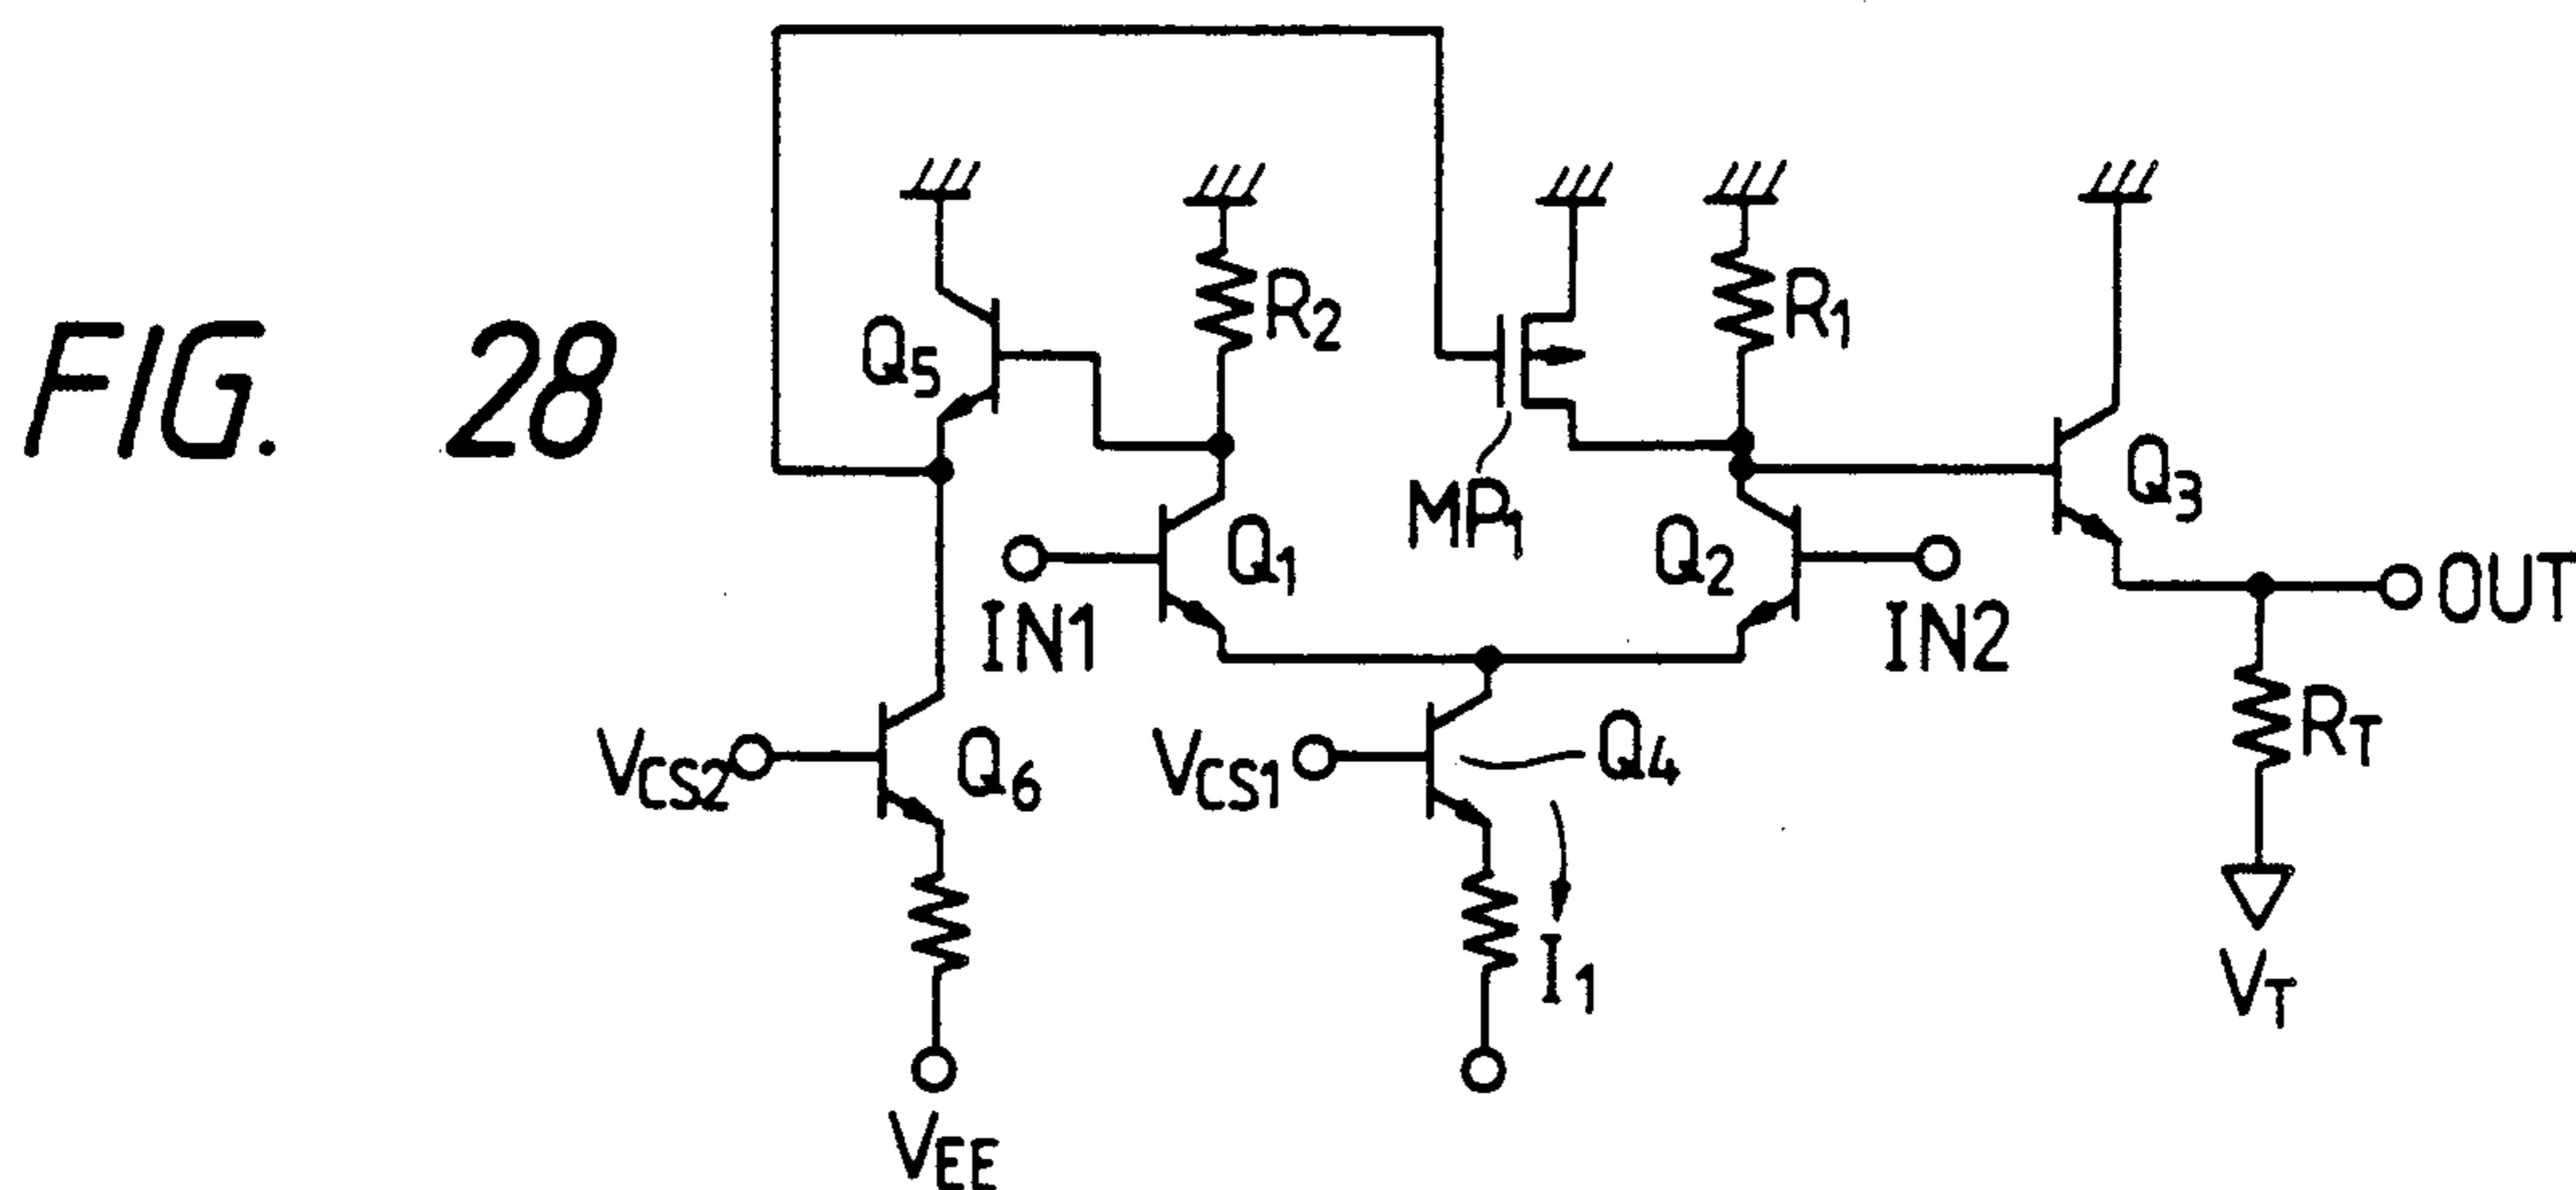 FIG. 28
Q5
R2
MP1
R1
Q3
Q1
Q2
IN1
IN2
OUT
VCS2
Q6
VCS1
Q4
RT
I1
VT
VEE